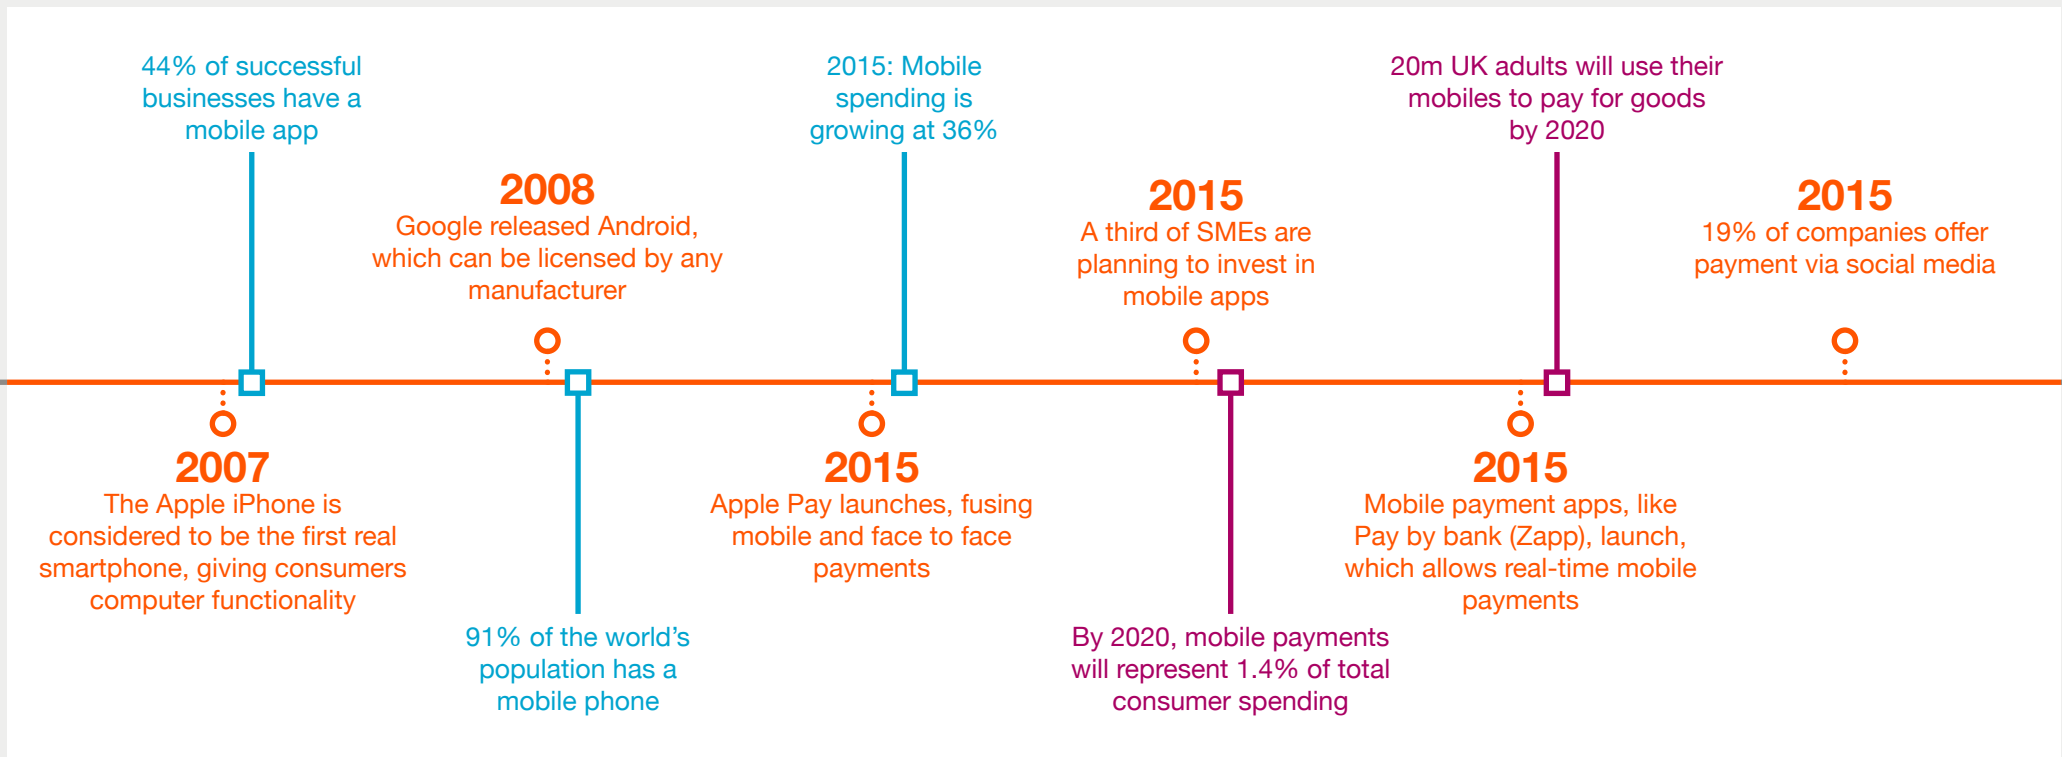 44% of successful
businesses have a
mobile app
2015: Mobile
spending is
growing at 36%
20m UK adults will use their
mobiles to pay for goods
by 2020
2008
Google released Android,
which can be licensed by any
manufacturer
2015
A third of SMEs are
planning to invest in
mobile apps
2015
19% of companies offer
payment via social media
2007
The Apple iPhone is
considered to be the first real
smartphone, giving consumers
computer functionality
2015
Apple Pay launches, fusing
mobile and face to face
payments
2015
Mobile payment apps, like
Pay by bank (Zapp), launch,
which allows real-time mobile
payments
91% of the world’s
population has a
mobile phone
By 2020, mobile payments
will represent 1.4% of total
consumer spending